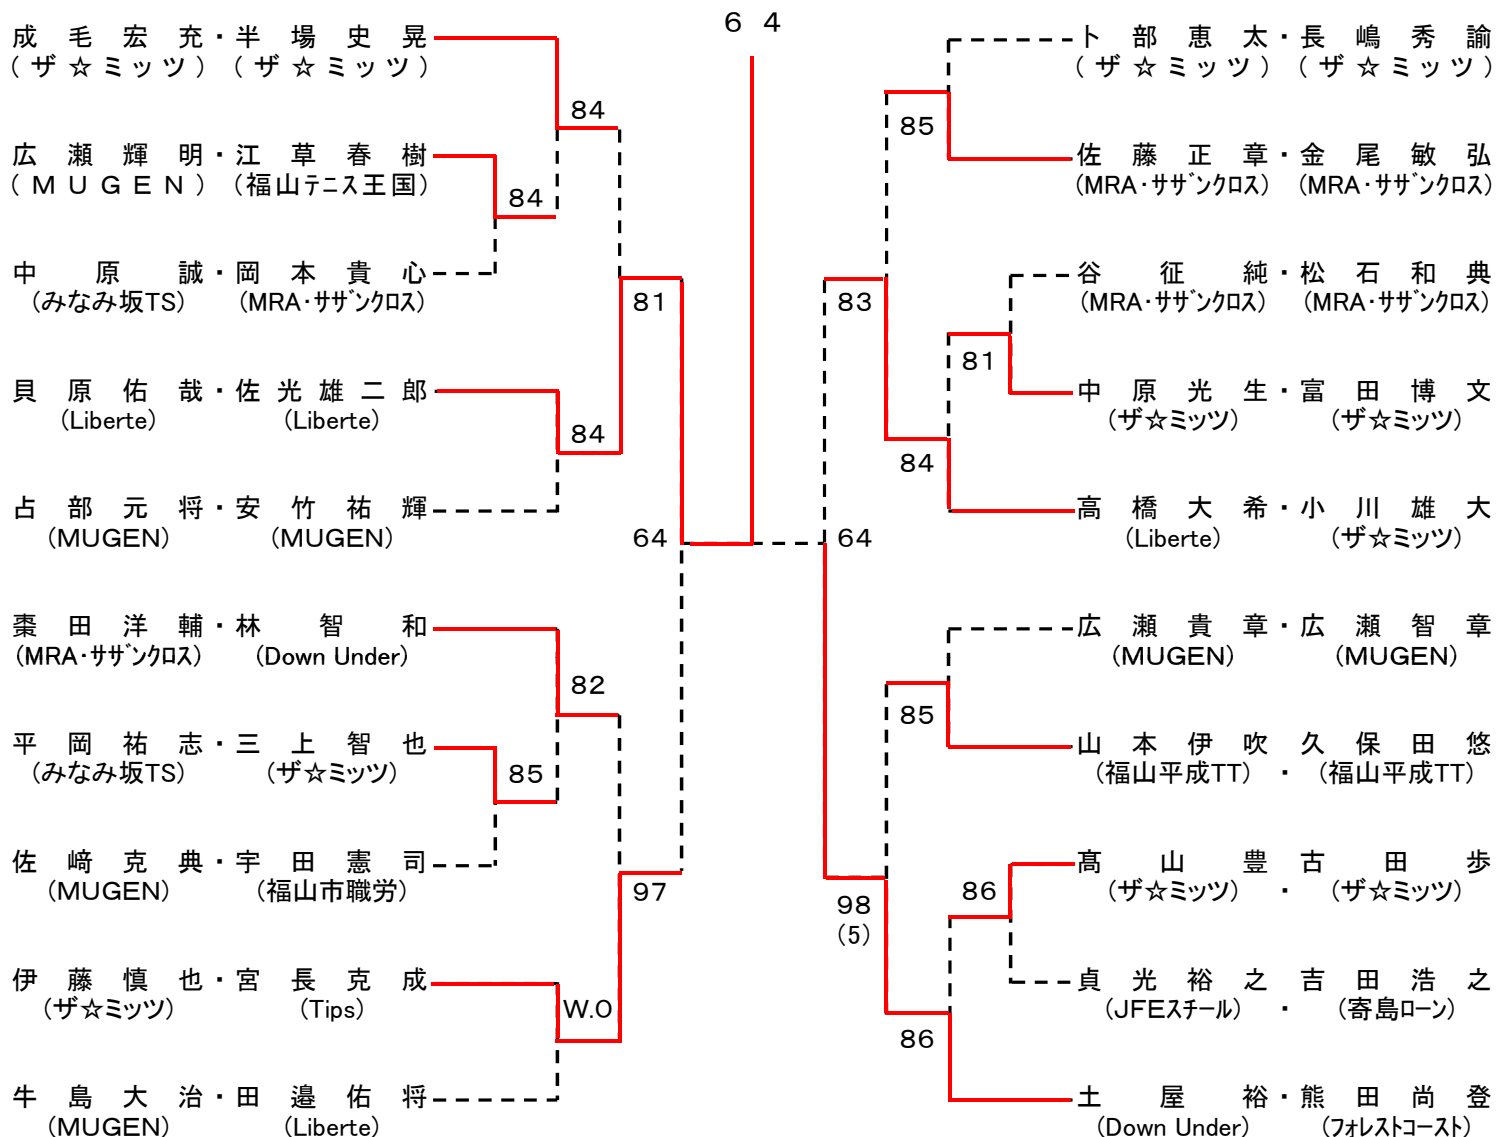 6 4
成毛宏充・半場史晃
(ザ☆ミッツ) (ザ☆ミッツ)
84
広瀬輝明・江草春樹
(MUGEN) (福山テニス王国)
84
中原誠・岡本貴心
(みなみ坂TS) (MRA・サザンクロス)
81
貝原佑哉・佐光雄二郎
(Liberte) (Liberte)
84
占部元将・安竹祐輝
(MUGEN) (MUGEN)
64
棗田洋輔・林智和
(MRA・サザンクロス) (Down Under)
82
平岡祐志・三上智也
(みなみ坂TS) (ザ☆ミッツ)
85
佐﨑克典・宇田憲司
(MUGEN) (福山市職労)
97
伊藤慎也・宮長克成
(ザ☆ミッツ) (Tips)
W.O
牛島大治・田邉佑将
(MUGEN) (Liberte)
卜部恵太・長嶋秀諭
(ザ☆ミッツ) (ザ☆ミッツ)
85
佐藤正章・金尾敏弘
(MRA・サザンクロス) (MRA・サザンクロス)
谷征純・松石和典
(MRA・サザンクロス) (MRA・サザンクロス)
83
81
中原光生・富田博文
(ザ☆ミッツ) (ザ☆ミッツ)
84
高橋大希・小川雄大
(Liberte) (ザ☆ミッツ)
64
広瀬貴章・広瀬智章
(MUGEN) (MUGEN)
85
山本伊吹 久保田悠
(福山平成TT) ・ (福山平成TT)
髙山豊 古田歩
(ザ☆ミッツ) ・ (ザ☆ミッツ)
86
98
(5)
貞光裕之 吉田浩之
(JFEスチール) ・ (寄島ローン)
86
土屋裕・熊田尚登
(Down Under) (フォレストコースト)